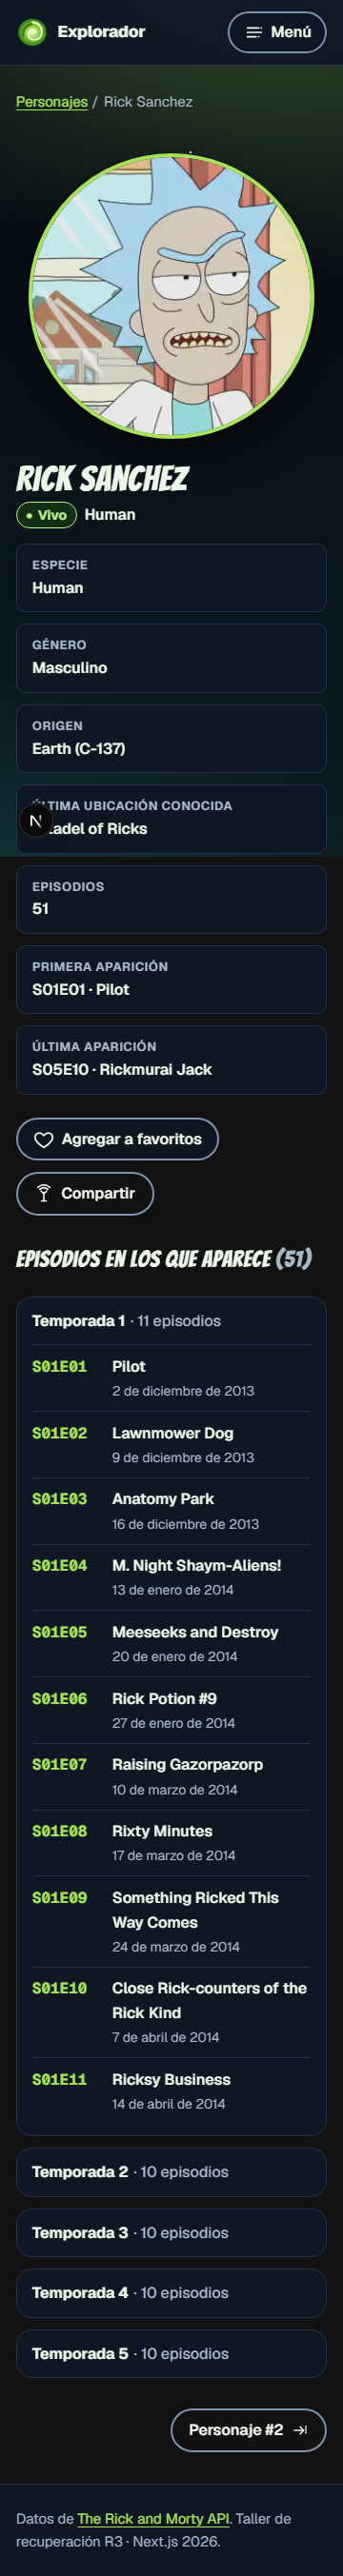 Explorador
Menú
Personajes / Rick Sanchez
RICK SANCHEZ
Vivo Human
ESPECIE
Human
GÉNERO
Masculino
ORIGEN
Earth (C-137)
ÚLTIMA UBICACIÓN CONOCIDA
N
adel of Ricks
EPISODIOS
51
PRIMERA APARICIÓN
S01E01 · Pilot
ÚLTIMA APARICIÓN
S05E10 · Rickmurai Jack
Agregar a favoritos
Compartir
EPISODIOS EN LOS QUE APARECE (51)
Temporada 1 · 11 episodios
S01E01 Pilot
2 de diciembre de 2013
S01E02 Lawnmower Dog
9 de diciembre de 2013
S01E03 Anatomy Park
16 de diciembre de 2013
S01E04 M. Night Shaym-Aliens!
13 de enero de 2014
S01E05 Meeseeks and Destroy
20 de enero de 2014
S01E06 Rick Potion #9
27 de enero de 2014
S01E07 Raising Gazorpazorp
10 de marzo de 2014
S01E08 Rixty Minutes
17 de marzo de 2014
S01E09 Something Ricked This
Way Comes
24 de marzo de 2014
S01E10 Close Rick-counters of the
Rick Kind
7 de abril de 2014
S01E11 Ricksy Business
14 de abril de 2014
Temporada 2 · 10 episodios
Temporada 3 · 10 episodios
Temporada 4 · 10 episodios
Temporada 5 · 10 episodios
Personaje #2
Datos de The Rick and Morty API. Taller de
recuperación R3 · Next.js 2026.